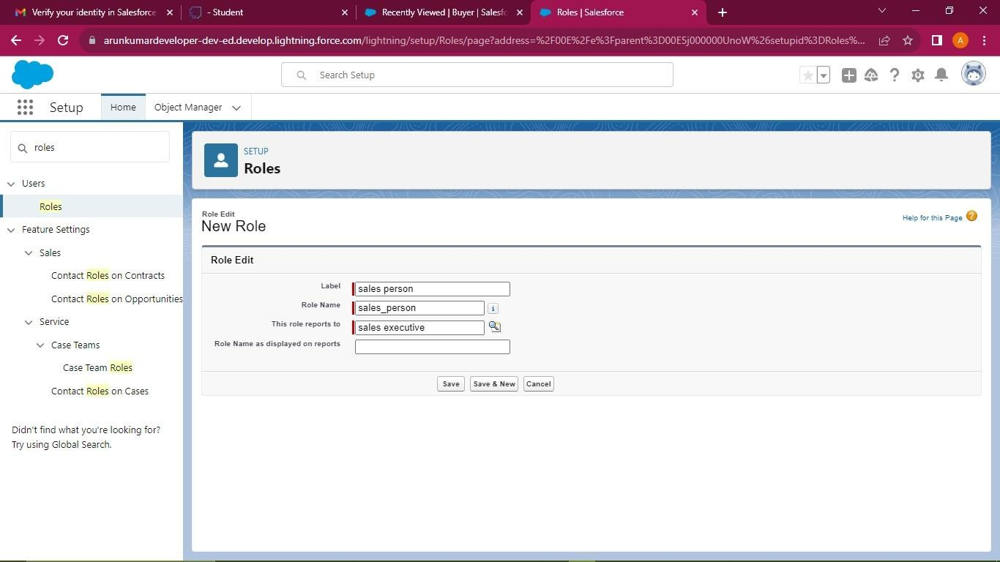 Verify your identity in Salesforce
- Student
Recently Viewed | Buyer | Salesfo
Roles | Salesforce
arunkumardeveloper-dev-ed.develop.lightning.force.com/lightning/setup/Roles/page?address=%2F00E%2Fe%3Fparent%3D00E5j000000UnoW%26setupid%3DRoles%...
A
Search Setup
Setup
Home
Object Manager
roles
Users
Roles
Feature Settings
Sales
Contact Roles on Contracts
Contact Roles on Opportunities
Service
Case Teams
Case Team Roles
Contact Roles on Cases
Didn't find what you're looking for?
Try using Global Search.
SETUP
Roles
Role Edit
New Role
Help for this Page ?
Role Edit
Label sales person
Role Name sales_person i
This role reports to sales executive
Role Name as displayed on reports
Save Save & New Cancel